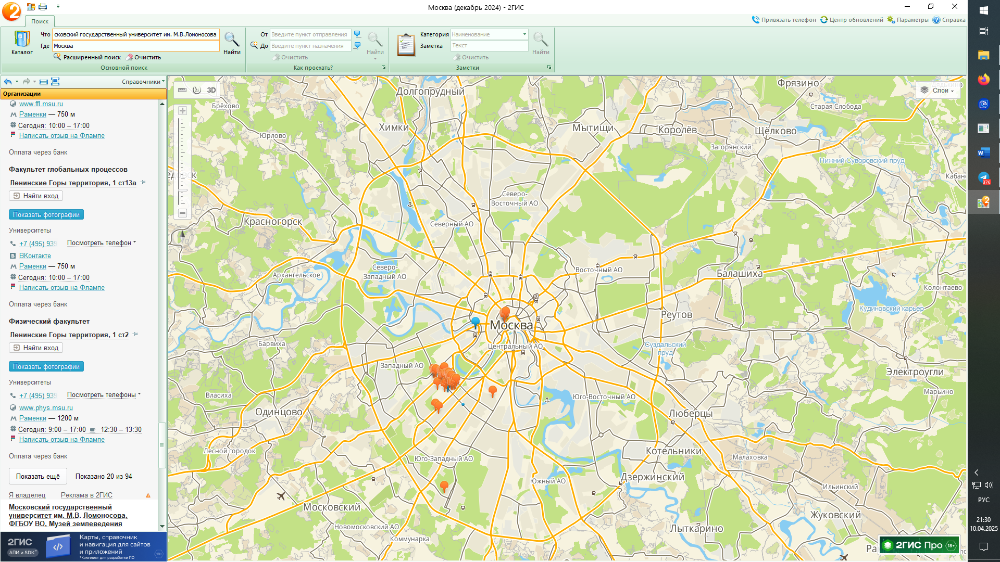 Москва (декабрь 2024) - 2ГИС
Поиск
Привязать телефон
Центр обновлений
Параметры
Справка
Каталог
Что
сковский государственный университет им. М.В.Ломоносова
Где
Москва
Расширенный поиск
Очистить
Найти
Основной поиск
От
Введите пункт отправления
До
Введите пункт назначения
Очистить
Найти
Как проехать?
Категория
Наименование
Заметка
Текст
Очистить
Найти
Заметки
Справочники
Организации
www.ffl.msu.ru
Раменки — 750 м
Сегодня: 10:00 – 17:00
Написать отзыв на Флампе
Оплата через банк
Факультет глобальных процессов
Ленинские Горы территория, 1 ст13а
Найти вход
Показать фотографии
Университеты
+7 (495) 939
Посмотреть телефон
ВКонтакте
Раменки — 750 м
Сегодня: 10:00 – 17:00
Написать отзыв на Флампе
Оплата через банк
Физический факультет
Ленинские Горы территория, 1 ст2
Найти вход
Показать фотографии
Университеты
+7 (495) 939
Посмотреть телефоны
www.phys.msu.ru
Раменки — 1200 м
Сегодня: 9:00 – 17:00 12:30 – 13:30
Написать отзыв на Флампе
Оплата через банк
Показать ещё
Показано 20 из 94
Я владелец
Реклама в 2ГИС
Московский государственный
университет им. М.В. Ломоносова,
ФГБОУ ВО, Музей землеведения
2ГИС
АПИ и SDK*
Карты, справочник
и навигация для сайтов
и приложений
*Комплект для разработки ПО
18+
3D
Слои
Дядькино
Фрязино
Долгопрудный
Брёхово
Старая Слобода
Химки
Мытищи
Королёв
Щёлково
Юрлово
Загорянский
Нижний Суворовский пруд
едовск
Кабан
Северо-
Восточный АО
Красногорск
Северный АО
Северо-
Западный АО
Архангельское
Восточный АО
Балашиха
Колонтаево
Кудиновский карьер
Реутов
Москва
Центральный АО
Суздальский
пруд
Барвиха
Западный АО
Электроугли
Марьино
Власиха
Юго-Восточный АО
Одинцово
Люберцы
Лесной городок
Котельники
Малаховка
Юго-Западный АО
Дзержинский
Южный АО
Ильинский
Московский
Жуковский
Новомосковский АО
Лыткарино
Коммунарка
Ра
2ГИС Про
18+
376
РУС
21:30
10.04.2025